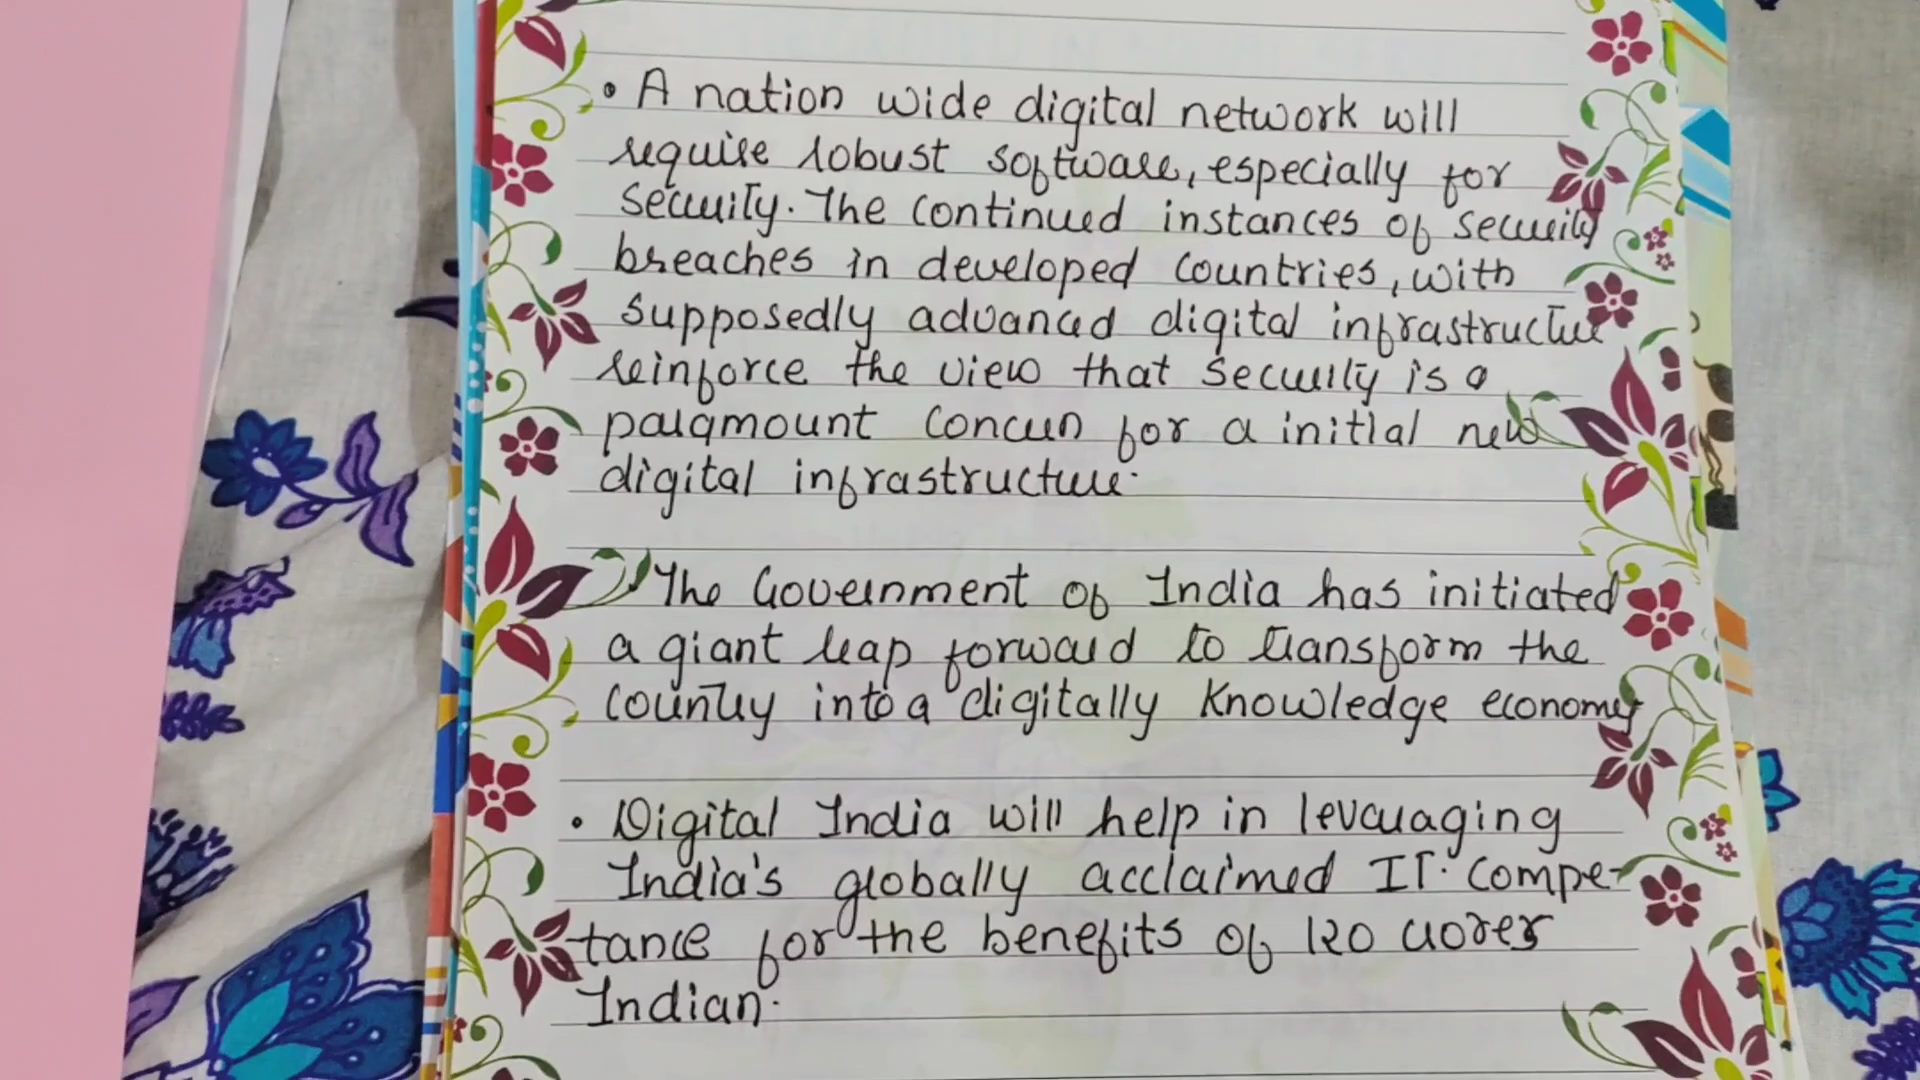 • A nation wide digital network will
require robust software, especially for
security. The continued instances of security
breaches in developed countries, with
supposedly advanced digital infrastructure
reinforce the view that security is a
paramount concern for a initial new
digital infrastructure.
The Government of India has initiated
a giant leap forward to transform the
country into a digitally knowledge economy
• Digital India will help in levauaging
India's globally acclaimed IT. compe-
tance for the benefits of 120 crorer
Indian.